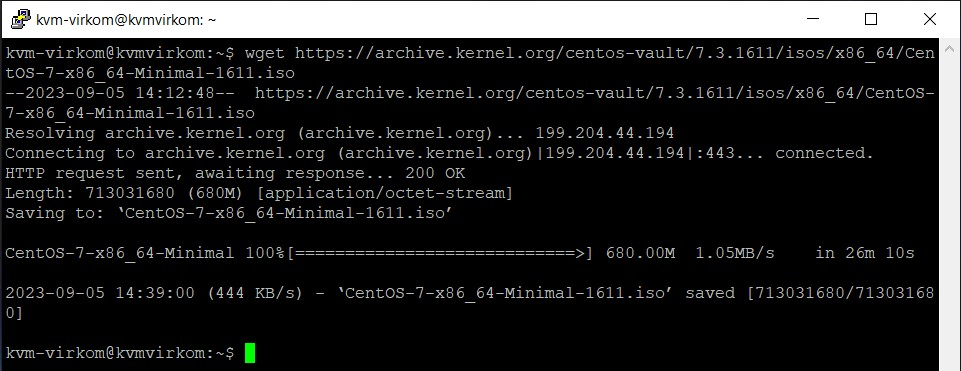 kvm-virkom@kvmvirkom: ~
kvm-virkom@kvmvirkom:~$ wget https://archive.kernel.org/centos-vault/7.3.1611/isos/x86_64/Cen
tOS-7-x86_64-Minimal-1611.iso
--2023-09-05 14:12:48--  https://archive.kernel.org/centos-vault/7.3.1611/isos/x86_64/CentOS-
7-x86_64-Minimal-1611.iso
Resolving archive.kernel.org (archive.kernel.org)... 199.204.44.194
Connecting to archive.kernel.org (archive.kernel.org)|199.204.44.194|:443... connected.
HTTP request sent, awaiting response... 200 OK
Length: 713031680 (680M) [application/octet-stream]
Saving to: ‘CentOS-7-x86_64-Minimal-1611.iso’
CentOS-7-x86_64-Minimal 100%[============================>] 680.00M  1.05MB/s    in 26m 10s
2023-09-05 14:39:00 (444 KB/s) - ‘CentOS-7-x86_64-Minimal-1611.iso’ saved [713031680/71303168
0]
kvm-virkom@kvmvirkom:~$